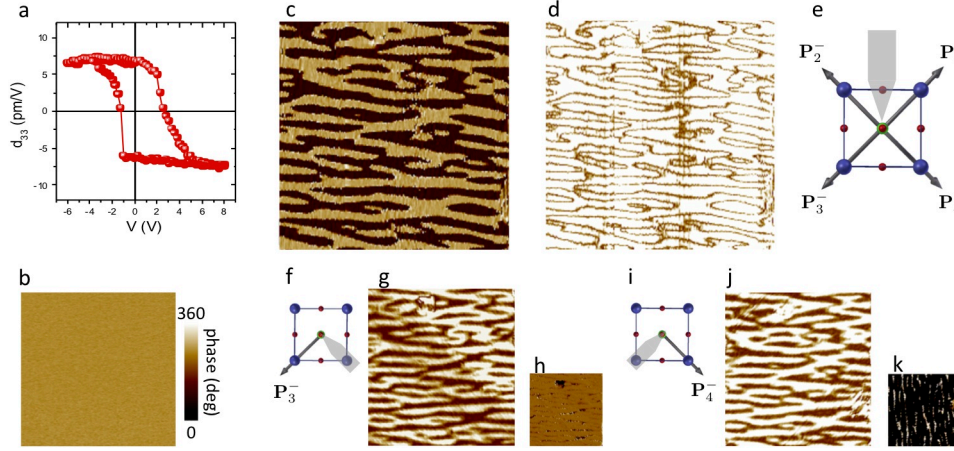 a
c
d
e
d33 (pm/V)
10
5
0
-5
-10
-6 -4 -2 0 2 4 6 8
V (V)
P2−
P
P3−
P
b
360
phase (deg)
0
f
g
h
i
j
k
P3−
P4−